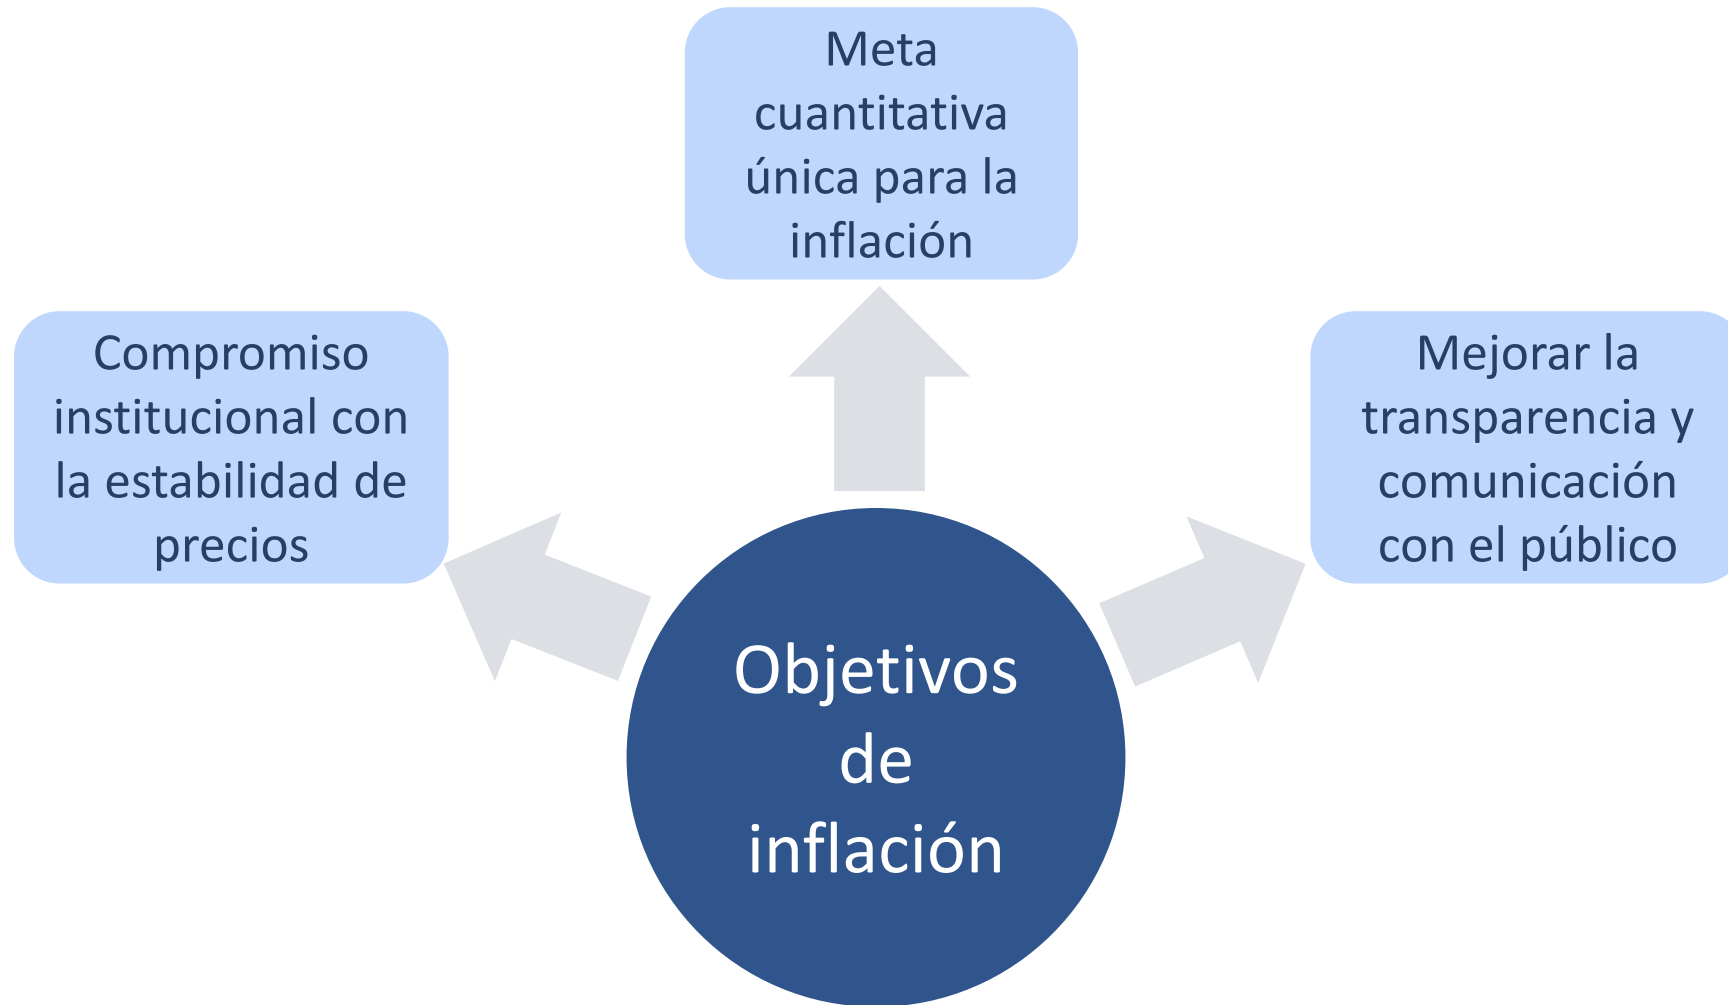 Meta
cuantitativa
única para la
inflación
Compromiso
institucional con
la estabilidad de
precios
Mejorar la
transparencia y
comunicación
con el público
Objetivos
de
inflación